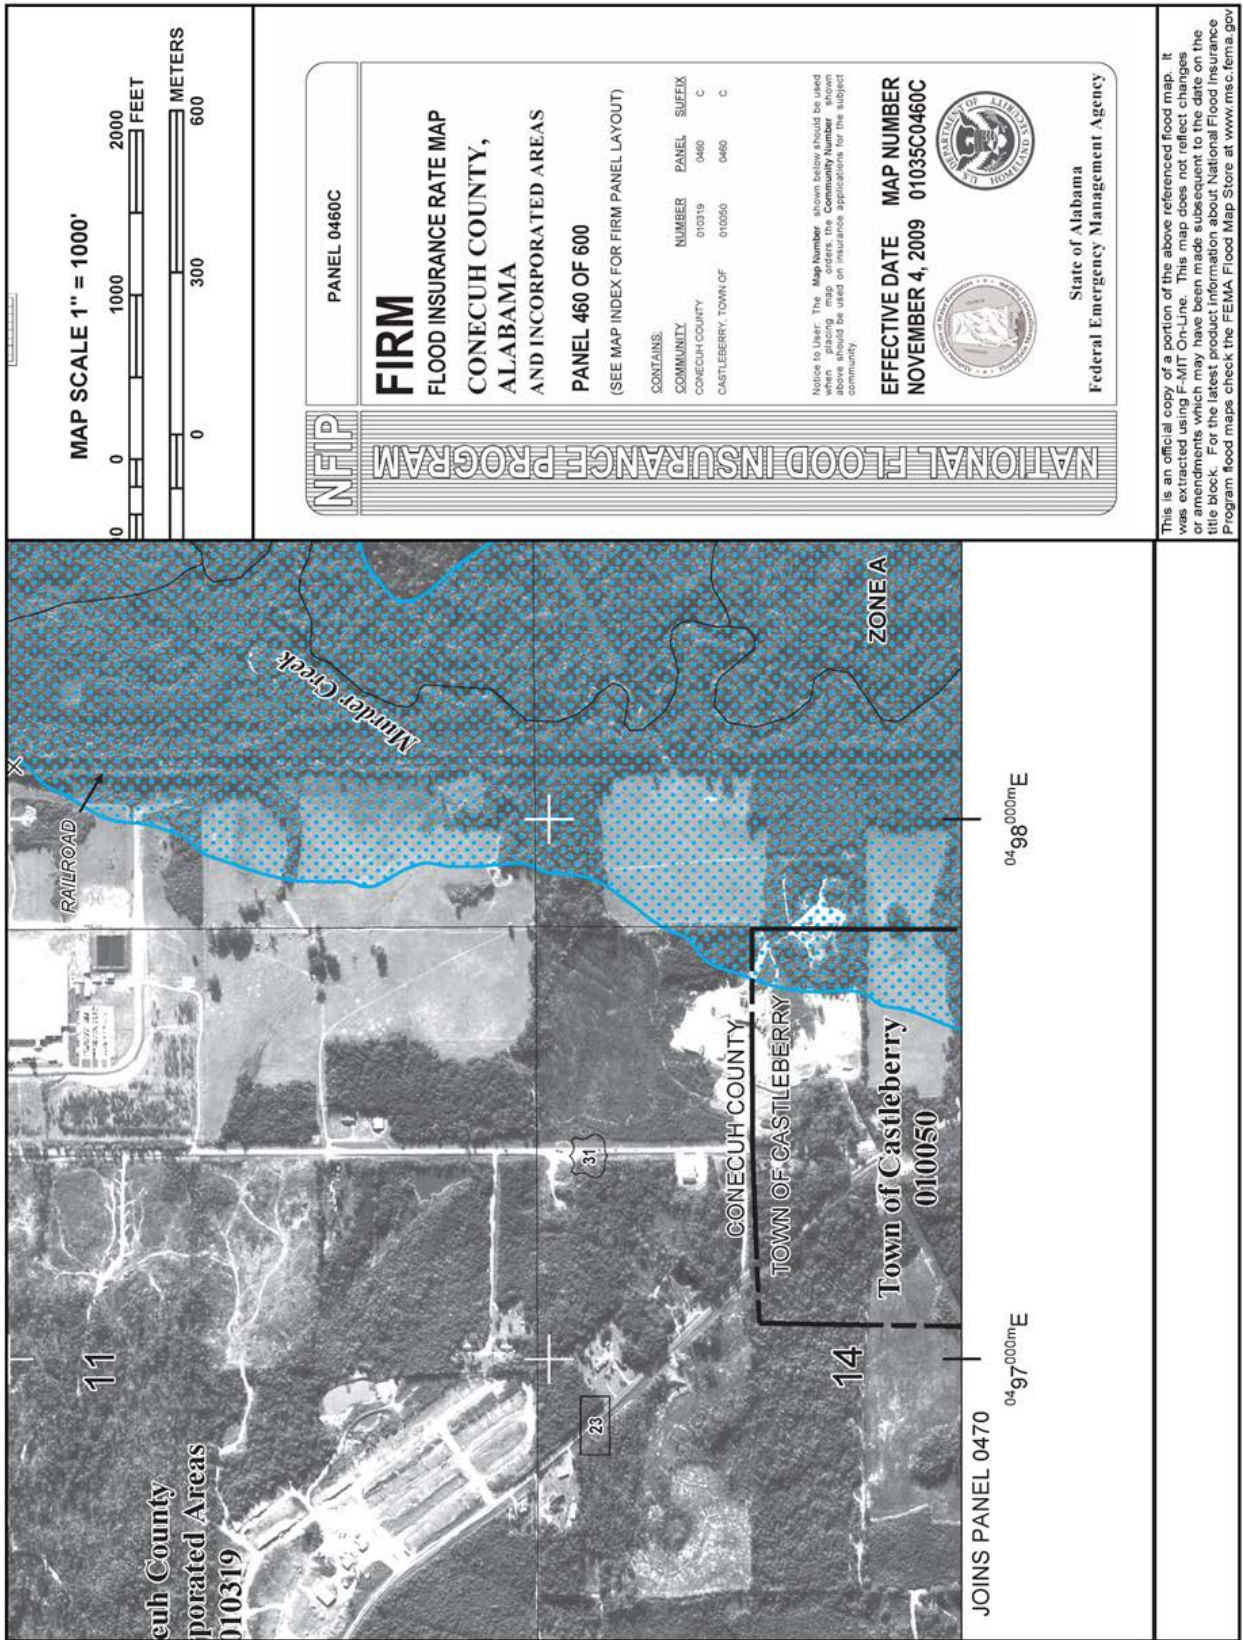 MAP SCALE 1" = 1000'
0 1000 2000
FEET
METERS
0 300 600
NFIP
NATIONAL FLOOD INSURANCE PROGRAM
PANEL 0460C
FIRM
FLOOD INSURANCE RATE MAP
CONECUH COUNTY,
ALABAMA
AND INCORPORATED AREAS
PANEL 460 OF 600
(SEE MAP INDEX FOR FIRM PANEL LAYOUT)
CONTAINS:
COMMUNITY NUMBER PANEL SUFFIX
CONECUH COUNTY 010319 0460 C
CASTLEBERRY, TOWN OF 010050 0460 C
Notice to User: The Map Number shown below should be used
when placing map orders; the Community Number shown
above should be used on insurance applications for the subject
community.
EFFECTIVE DATE MAP NUMBER
NOVEMBER 4, 2009 01035C0460C
U.S. DEPARTMENT OF HOMELAND SECURITY
State of Alabama
Federal Emergency Management Agency
This is an official copy of a portion of the above referenced flood map. It
was extracted using F-MIT On-Line. This map does not reflect changes
or amendments which may have been made subsequent to the date on the
title block. For the latest product information about National Flood Insurance
Program flood maps check the FEMA Flood Map Store at www.msc.fema.gov
RAILROAD
Murder Creek
ZONE A
11
cuh County
porated Areas
010319
31
23
CONECUH COUNTY
TOWN OF CASTLEBERRY
Town of Castleberry
010050
14
JOINS PANEL 0470
0497000mE
0498000mE